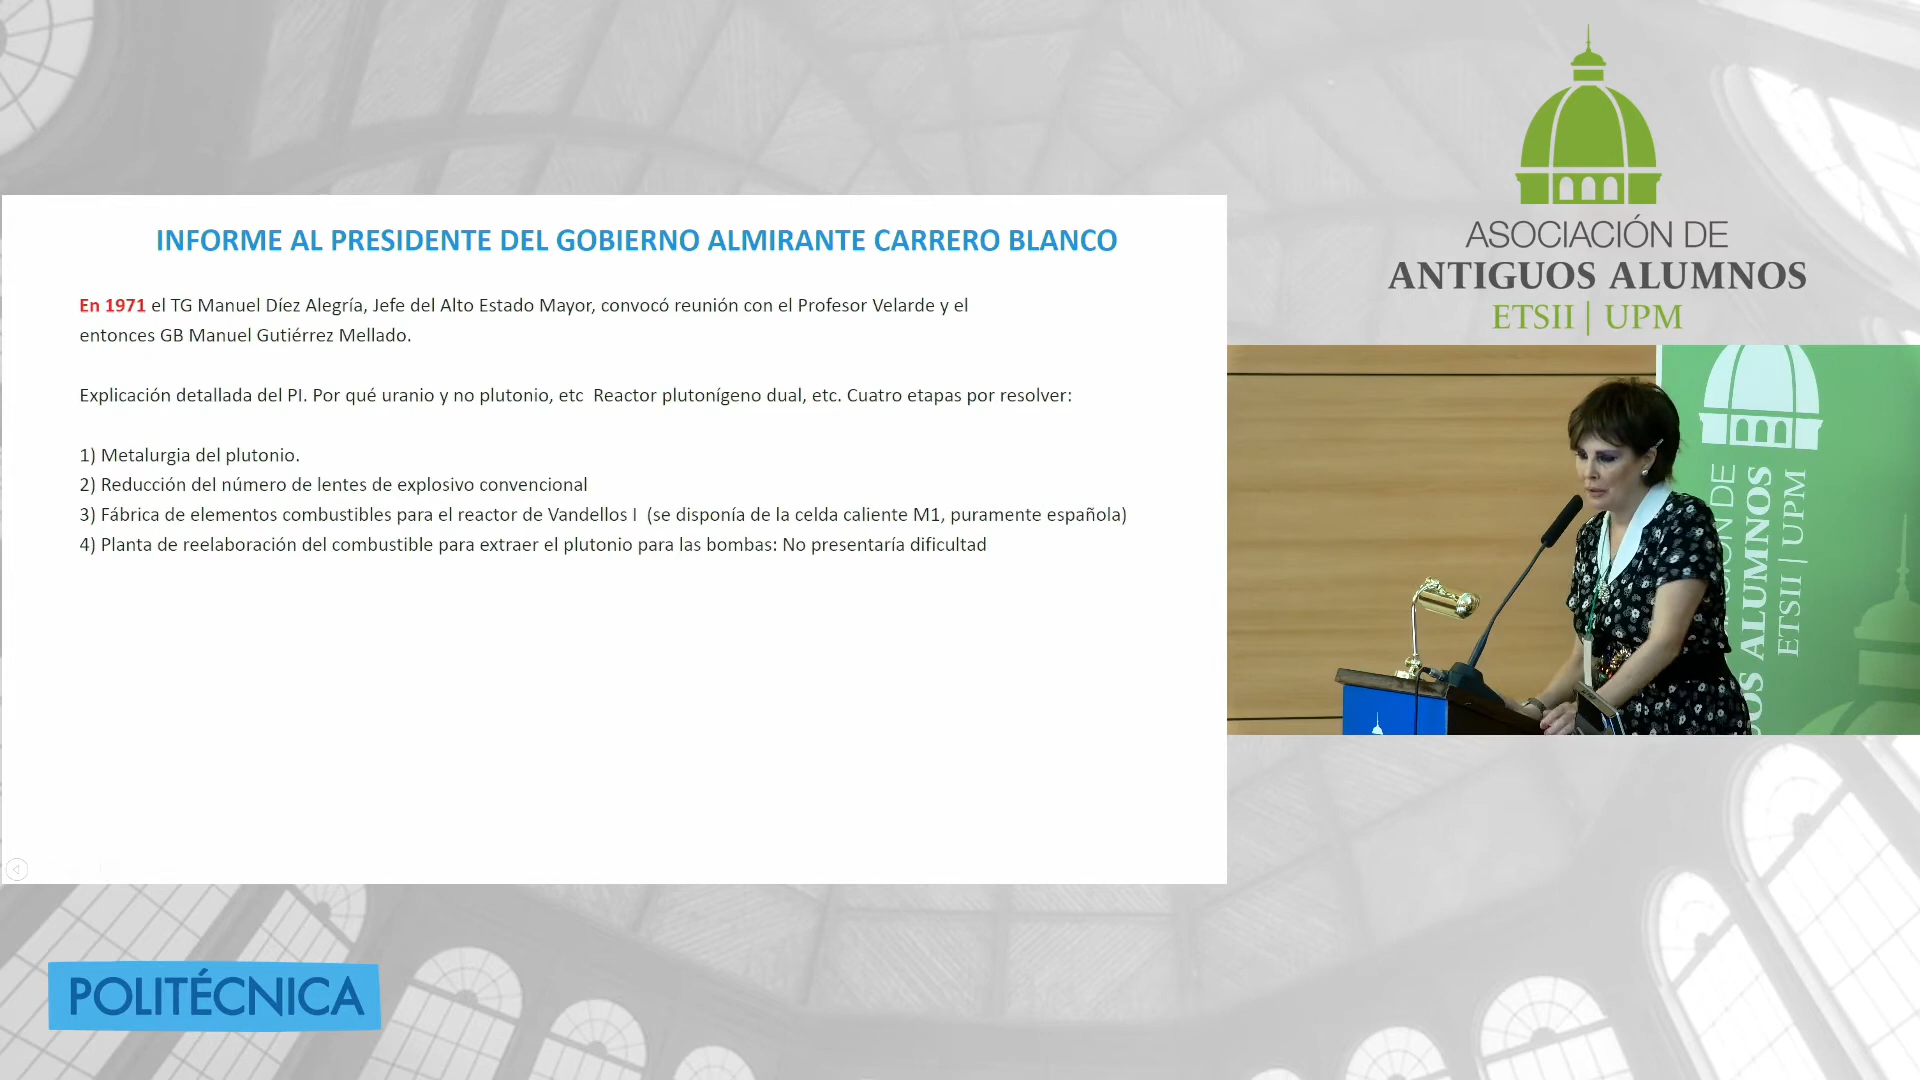 INFORME AL PRESIDENTE DEL GOBIERNO ALMIRANTE CARRERO BLANCO
En 1971 el TG Manuel Díez Alegría, Jefe del Alto Estado Mayor, convocó reunión con el Profesor Velarde y el
entonces GB Manuel Gutiérrez Mellado.
Explicación detallada del PI. Por qué uranio y no plutonio, etc  Reactor plutonígeno dual, etc. Cuatro etapas por resolver:
1) Metalurgia del plutonio.
2) Reducción del número de lentes de explosivo convencional
3) Fábrica de elementos combustibles para el reactor de Vandellos I  (se disponía de la celda caliente M1, puramente española)
4) Planta de reelaboración del combustible para extraer el plutonio para las bombas: No presentaría dificultad
ASOCIACIÓN DE
ANTIGUOS ALUMNOS
ETSII | UPM
ALUMNOS
ETSII | UPM
POLITÉCNICA